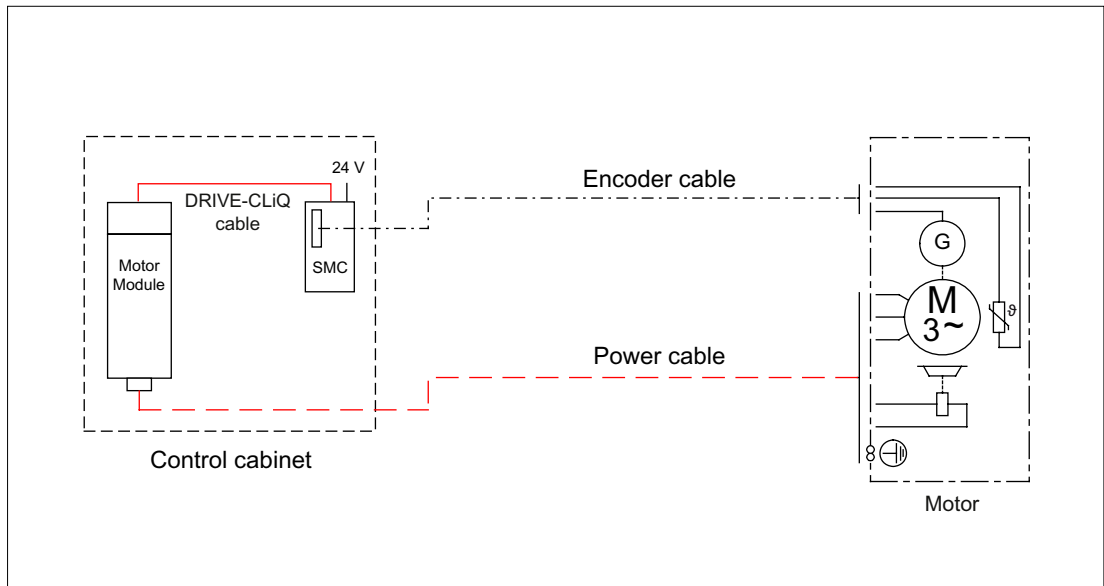 24 V
DRIVE-CLiQ
cable
Encoder cable
Motor
Module
SMC
G
M
3~
ϑ
Power cable
Control cabinet
Motor